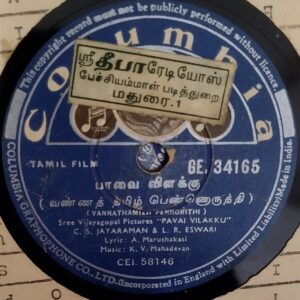 This copyright record must not be publicly performed without licence
Columbia
ஸ்ரீ தீபா ரேடியோஸ்
பேச்சியம்மாள் படித்துறை
மதுரை.1
TAMIL FILM
GE. 34165
பாவை விளக்கு
(வண்ணத் தமிழ் பெண்ணொருத்தி)
(VANNATHAMIZH PENNORTHI)
Sree Vijayagopal Pictures "PAVAI VILAKKU"
C. S. JAYARAMAN & L. R. ESWARI
Lyric: A. Maruthakasi
Music: K. V. Mahadevan
CEI. 58146
COLUMBIA GRAPHOPHONE CO., LTD. (Incorporated in England with Limited Liability) Made in India.